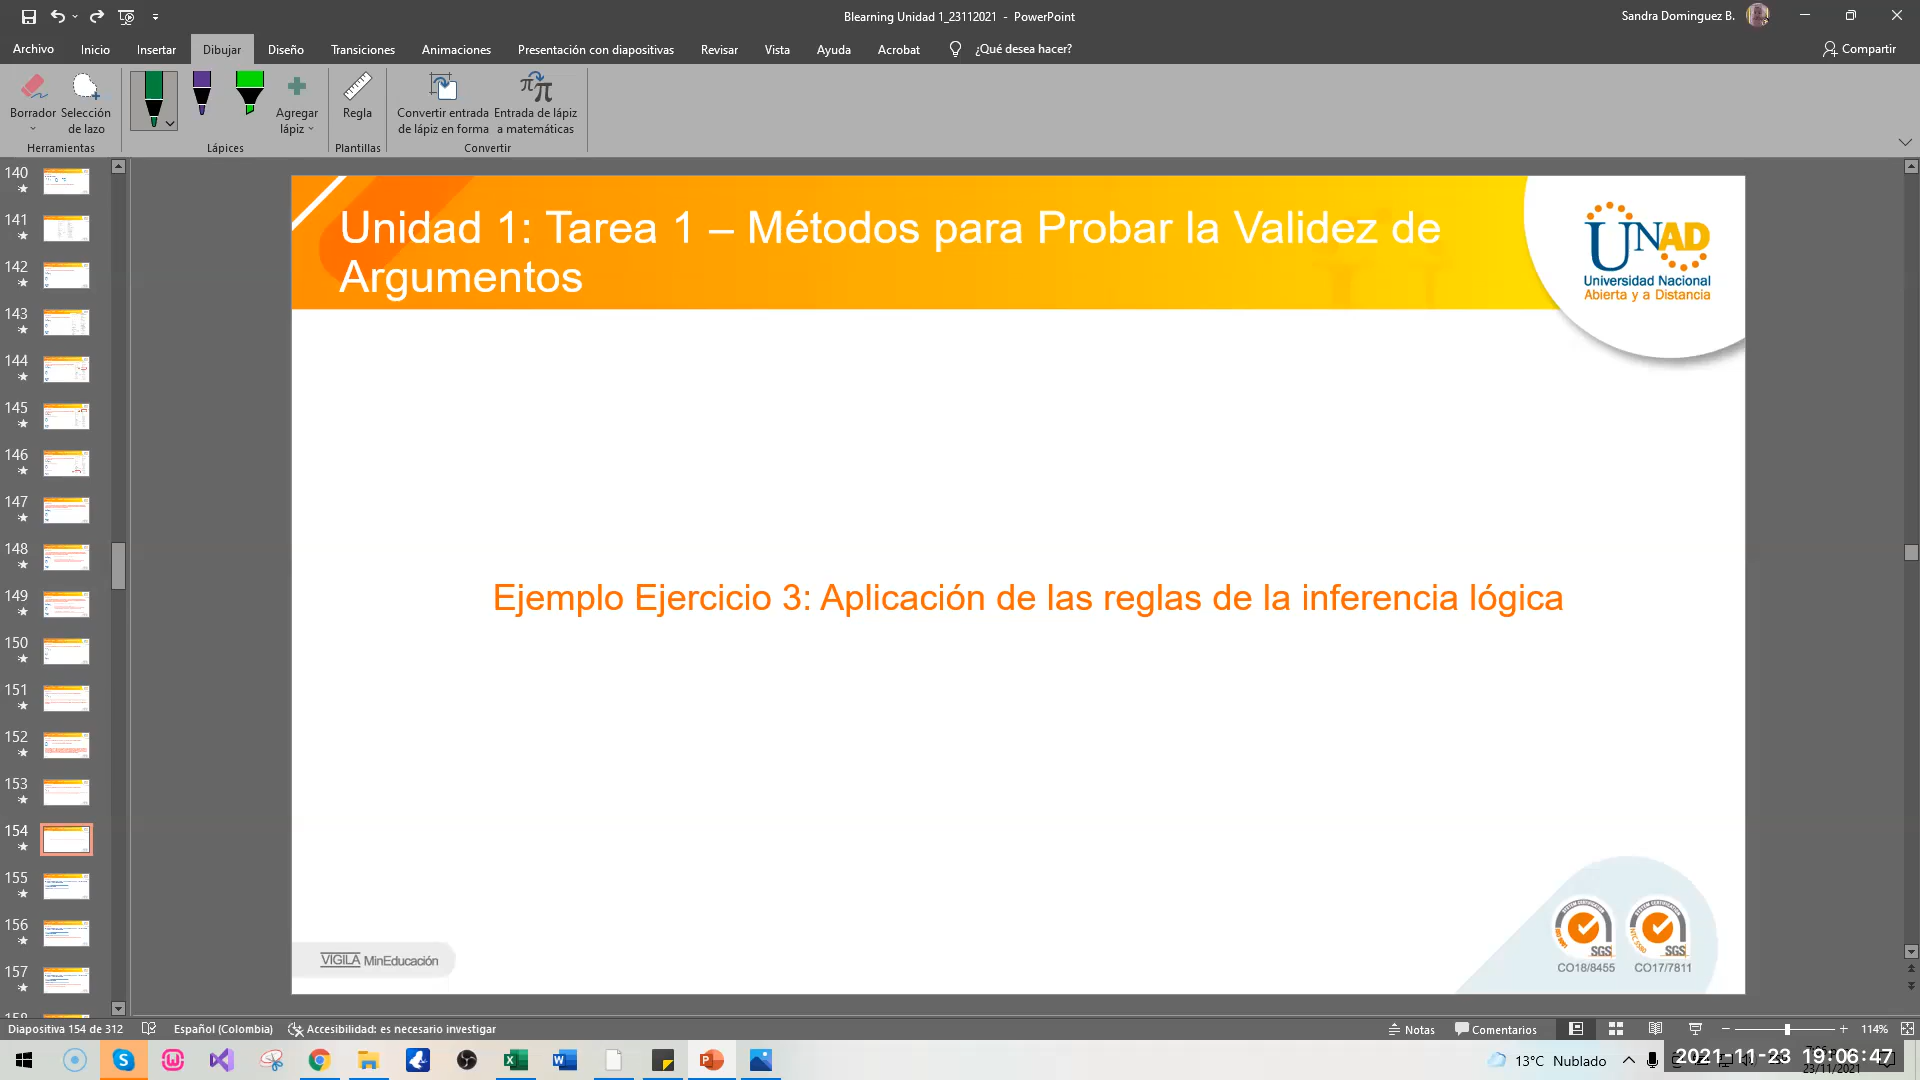 Blearning Unidad 1_23112021 - PowerPoint
Sandra Dominguez B.
Archivo Inicio Insertar Dibujar Diseño Transiciones Animaciones Presentación con diapositivas Revisar Vista Ayuda Acrobat ¿Qué desea hacer? Compartir
Borrador
Selección de lazo
Agregar lápiz
Regla
Convertir entrada de lápiz en forma
Entrada de lápiz a matemáticas
Herramientas Lápices Plantillas Convertir
140
141
142
143
144
145
146
147
148
149
150
151
152
153
154
155
156
157
Unidad 1: Tarea 1 – Métodos para Probar la Validez de
Argumentos
UNAD
Universidad Nacional
Abierta y a Distancia
Ejemplo Ejercicio 3: Aplicación de las reglas de la inferencia lógica
VIGILA MinEducación
SGS SGS
CO18/8455 CO17/7811
Diapositiva 154 de 312 Español (Colombia) Accesibilidad: es necesario investigar Notas Comentarios 114%
13°C Nublado
2021-11-23 19:06:47
23/11/2021